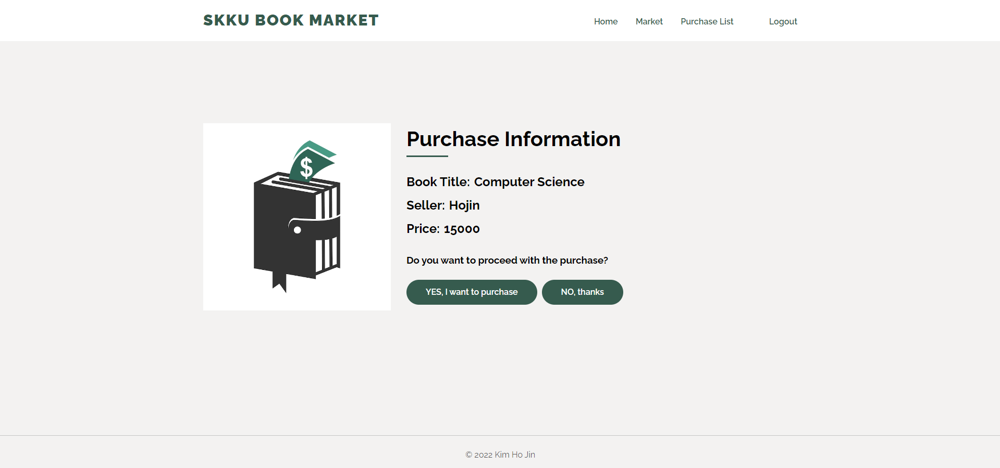 SKKU BOOK MARKET
Home Market Purchase List Logout
$
Purchase Information
Book Title: Computer Science
Seller: Hojin
Price: 15000
Do you want to proceed with the purchase?
YES, I want to purchase NO, thanks
© 2022 Kim Ho Jin